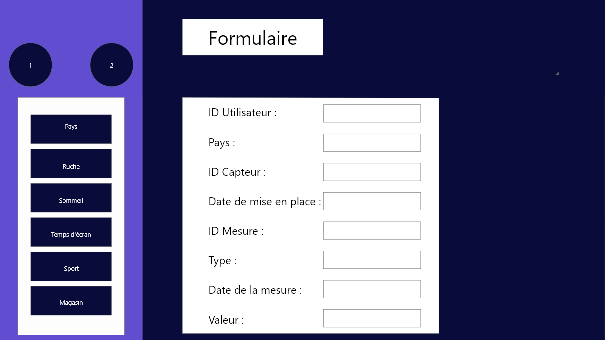 Formulaire
1
2
Pays
Ruche
Sommeil
Temps d'écran
Sport
Magasin
ID Utilisateur :
Pays :
ID Capteur :
Date de mise en place :
ID Mesure :
Type :
Date de la mesure :
Valeur :